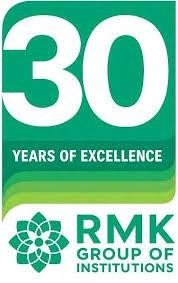 30
YEARS OF EXCELLENCE
RMK
GROUP OF
INSTITUTIONS